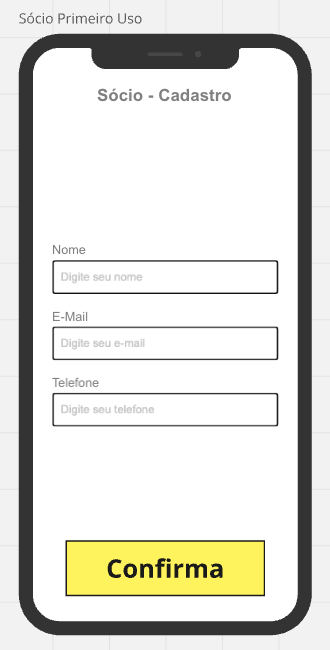 Sócio Primeiro Uso
Sócio - Cadastro
Nome
Digite seu nome
E-Mail
Digite seu e-mail
Telefone
Digite seu telefone
Confirma